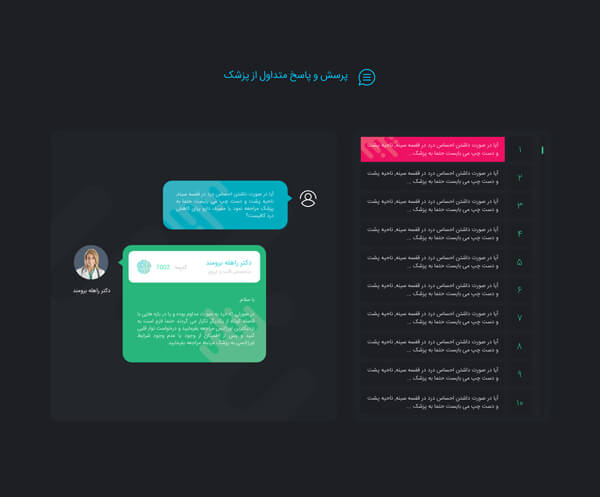 پرسش و پاسخ متداول از پزشک
۱
آیا در صورت داشتن احساس درد در قفسه سینه، ناحیه پشت
و دست چپ می بایست حتما به پزشک ...
۲
آیا در صورت داشتن احساس درد در قفسه سینه، ناحیه پشت
و دست چپ می بایست حتما به پزشک ...
۳
آیا در صورت داشتن احساس درد در قفسه سینه، ناحیه پشت
و دست چپ می بایست حتما به پزشک ...
۴
آیا در صورت داشتن احساس درد در قفسه سینه، ناحیه پشت
و دست چپ می بایست حتما به پزشک ...
۵
آیا در صورت داشتن احساس درد در قفسه سینه، ناحیه پشت
و دست چپ می بایست حتما به پزشک ...
۶
آیا در صورت داشتن احساس درد در قفسه سینه، ناحیه پشت
و دست چپ می بایست حتما به پزشک ...
۷
آیا در صورت داشتن احساس درد در قفسه سینه، ناحیه پشت
و دست چپ می بایست حتما به پزشک ...
۸
آیا در صورت داشتن احساس درد در قفسه سینه، ناحیه پشت
و دست چپ می بایست حتما به پزشک ...
۹
آیا در صورت داشتن احساس درد در قفسه سینه، ناحیه پشت
و دست چپ می بایست حتما به پزشک ...
۱۰
آیا در صورت داشتن احساس درد در قفسه سینه، ناحیه پشت
و دست چپ می بایست حتما به پزشک ...
آیا در صورت داشتن احساس درد در قفسه سینه،
ناحیه پشت و دست چپ می بایست حتما به
پزشک مراجعه نمود یا مصرف دارو برای کاهش
درد کافیست؟
دکتر راهله برومند
متخصص قلب و عروق
کدبیما: 7002
با سلام
در صورتی که درد به صورت مداوم بوده و یا در بازه هایی با
فاصله کوتاه از یکدیگر تکرار می گردند حتما لازم است به
نزدیکترین اورژانس مراجعه بفرمایید و درخواست نوار قلبی
کنید و پس از اطمینان از وجود یا عدم وجود شرایط
اورژانسی به پزشک مرتبط مراجعه بفرمایید.
دکتر راهله برومند